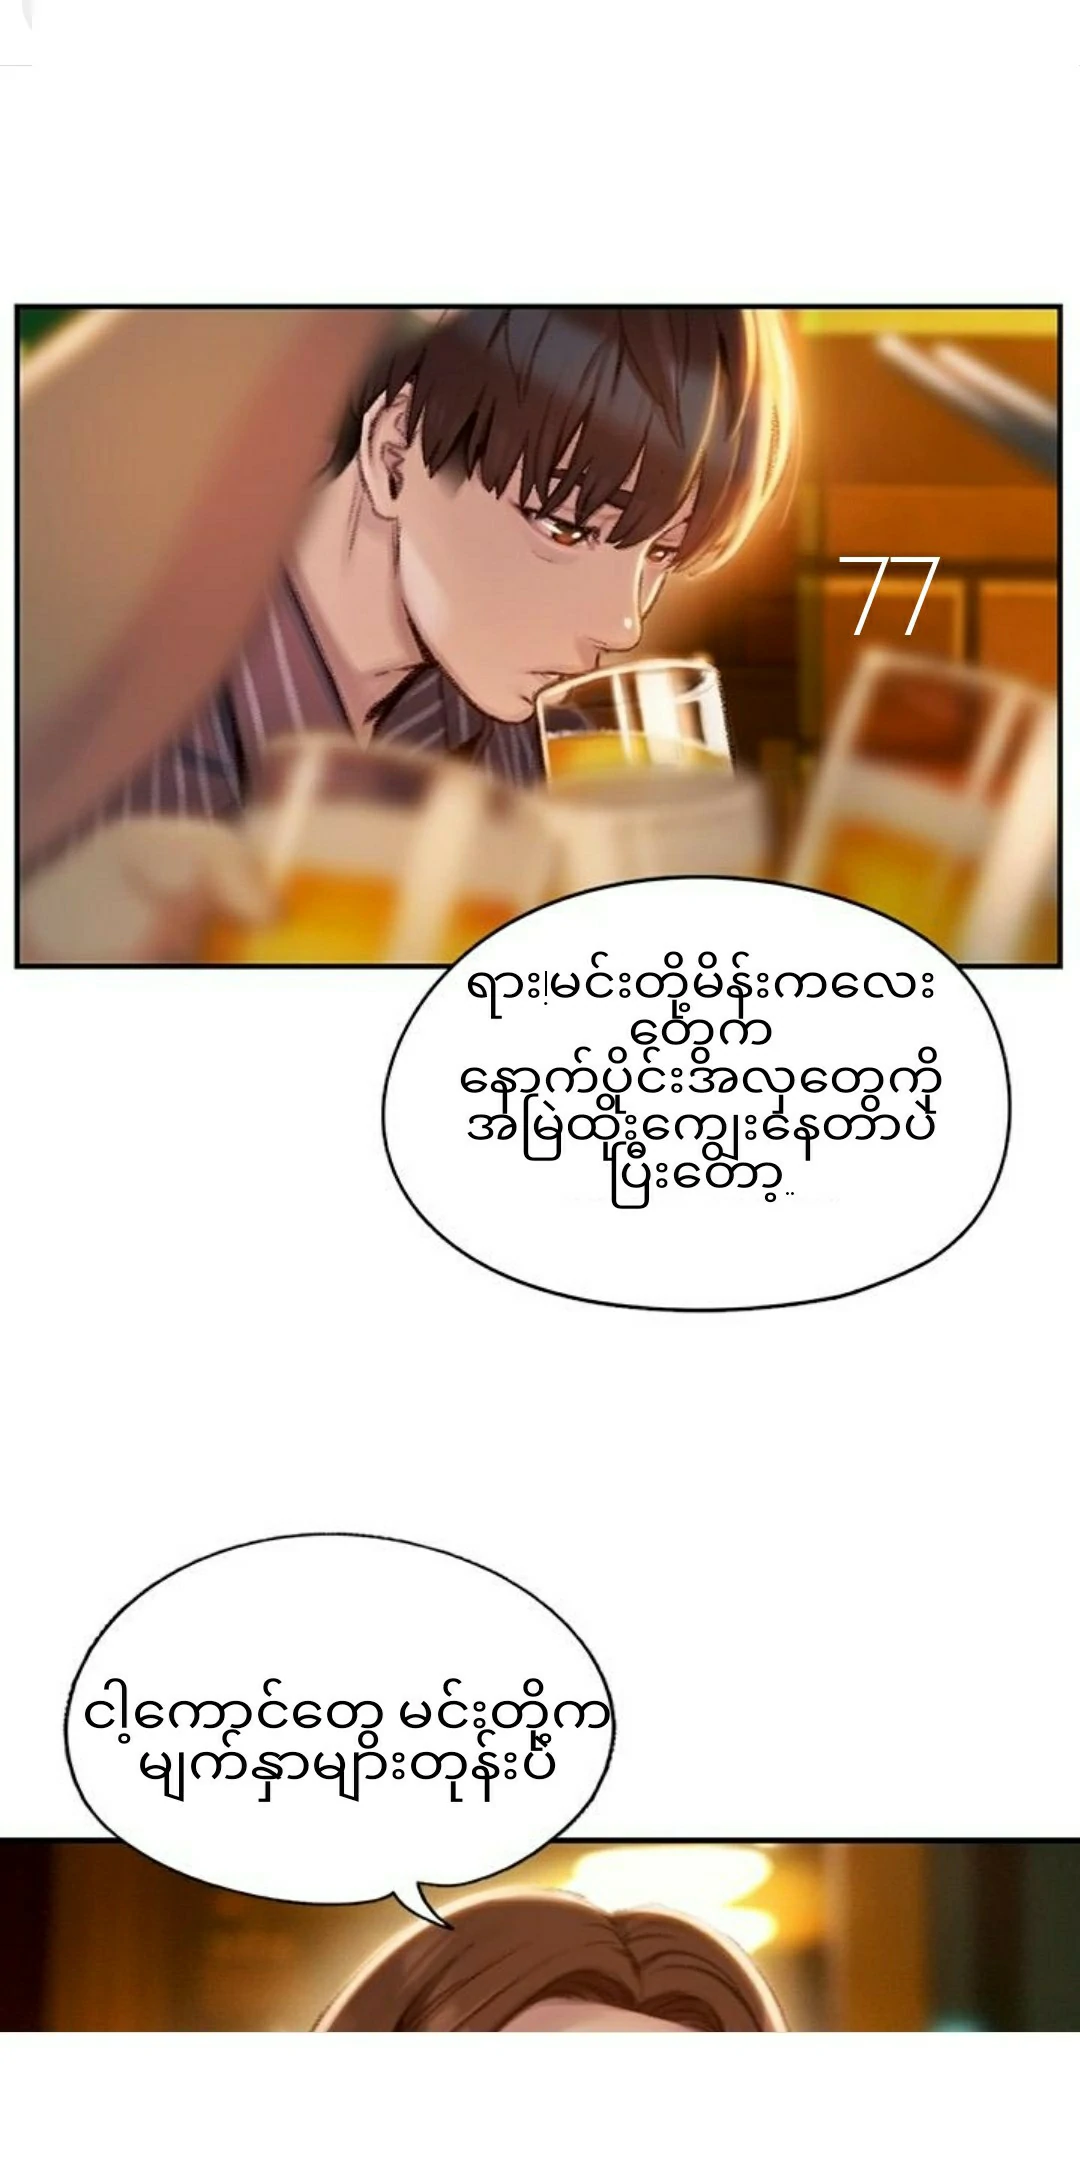 77
ရား!မင်းတို့မိန်းကလေး
တွေက
နောက်ပိုင်းအလှတွေကို
အမြဲထိုးကျွေးနေတာပဲ
ပြီးတော့..
ငါ့ကောင်တွေ မင်းတို့က
မျက်နှာများတုန်းပဲ